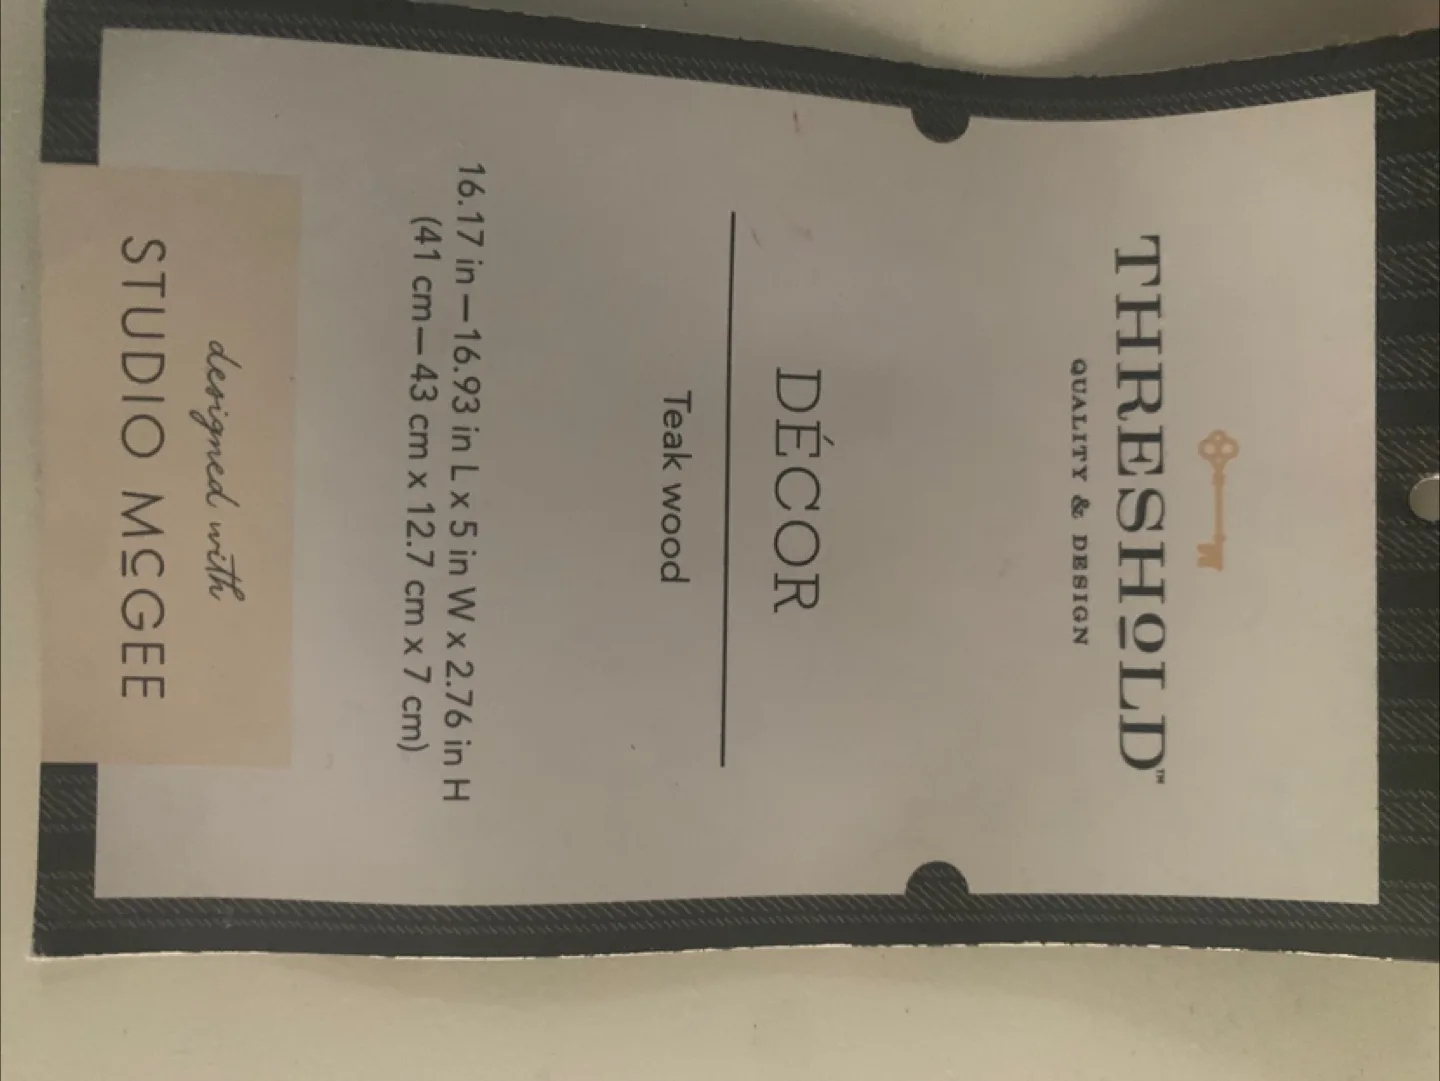 THRESHOLD™
QUALITY & DESIGN
DÉCOR
Teak wood
16.17 in—16.93 in L x 5 in W x 2.76 in H
(41 cm—43 cm x 12.7 cm x 7 cm)
designed with
STUDIO McGEE